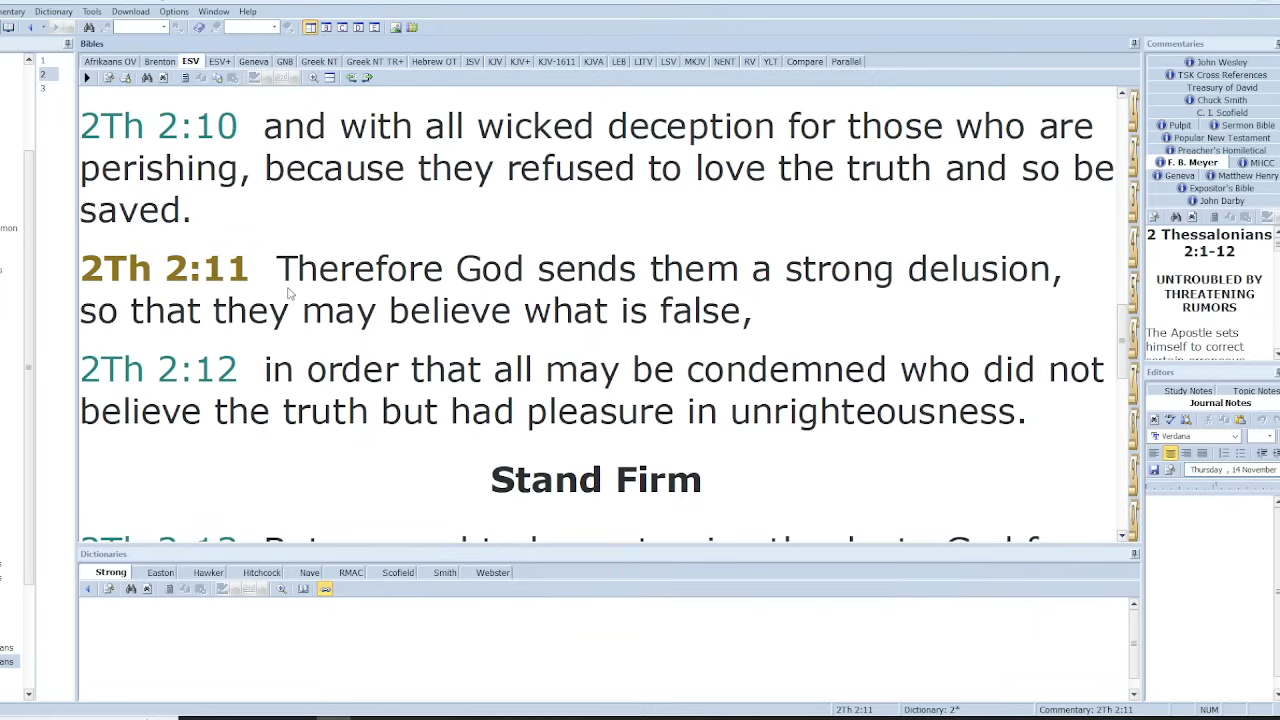 Dictionary Tools Download Options Window Help
Bibles
Afrikaans OV Brenton ESV ESV+ Geneva GNB Greek NT Greek NT TR+ Hebrew OT ISV KJV KJV+ KJV-1611 KJVA LEB LITV LSV MKJV NENT RV YLT Compare Parallel
1
2
3
2Th 2:10 and with all wicked deception for those who are
perishing, because they refused to love the truth and so be
saved.
2Th 2:11 Therefore God sends them a strong delusion,
so that they may believe what is false,
2Th 2:12 in order that all may be condemned who did not
believe the truth but had pleasure in unrighteousness.
Stand Firm
Dictionaries
Strong Easton Hawker Hitchcock Nave RMAC Scofield Smith Thayer Webster
Commentaries
John Wesley
TSK Cross References
Treasury of David
Chuck Smith
C. I. Scofield
Pulpit Sermon Bible
Popular New Testament
Preacher's Homiletical
F. B. Meyer MHCC
Geneva Matthew Henry
Expositor's Bible
John Darby
2 Thessalonians
2:1-12
UNTROUBLED BY
THREATENING
RUMORS
The Apostle sets
himself to correct
Editors
Study Notes Topic Notes
Journal Notes
Verdana
Thursday , 14 November
2Th 2:11 Dictionary: 2* Commentary: 2Th 2:11 NUM